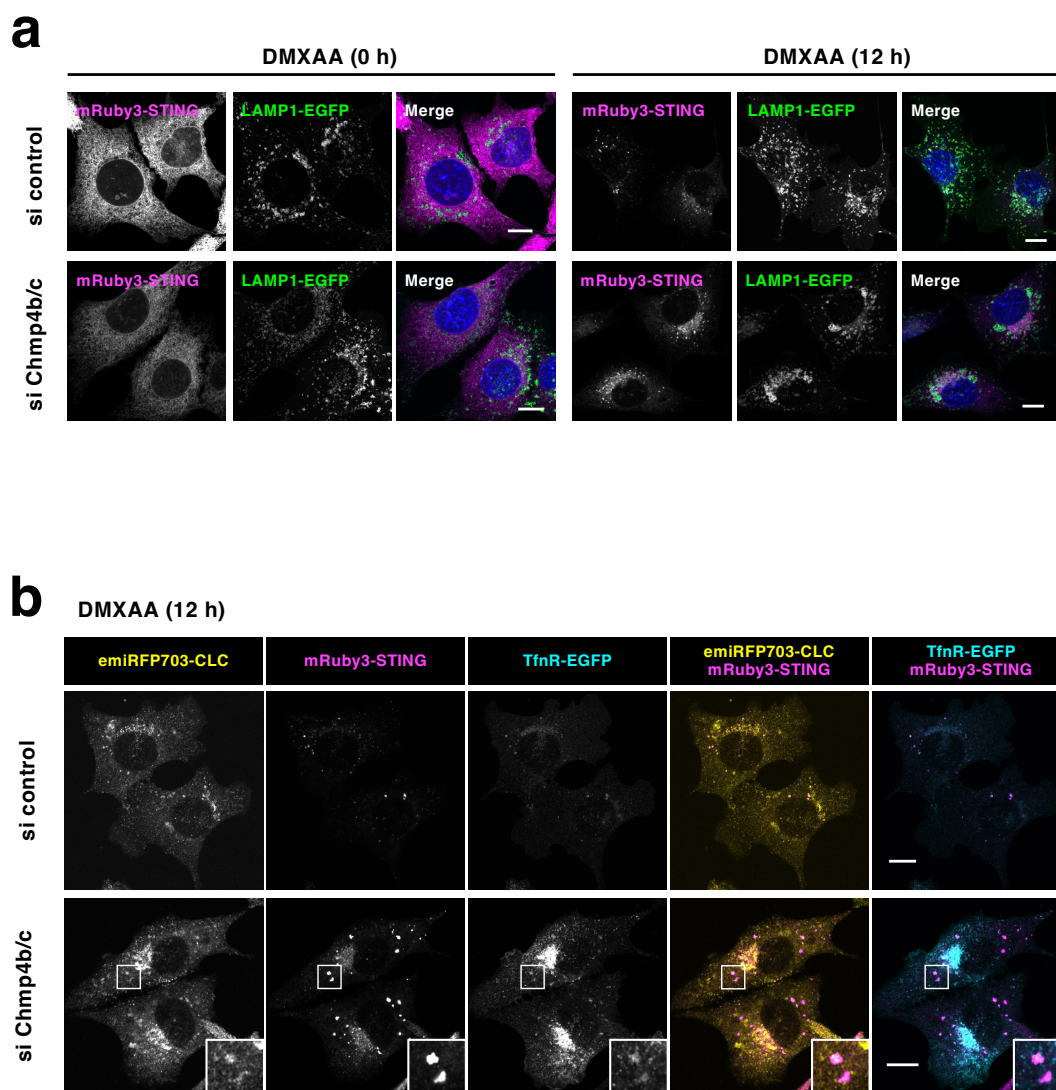 a
DMXAA (0 h)
DMXAA (12 h)
si control
mRuby3-STING
LAMP1-EGFP
Merge
mRuby3-STING
LAMP1-EGFP
Merge
si Chmp4b/c
mRuby3-STING
LAMP1-EGFP
Merge
mRuby3-STING
LAMP1-EGFP
Merge
b
DMXAA (12 h)
emiRFP703-CLC
mRuby3-STING
TfnR-EGFP
emiRFP703-CLC
mRuby3-STING
TfnR-EGFP
mRuby3-STING
si control
si Chmp4b/c